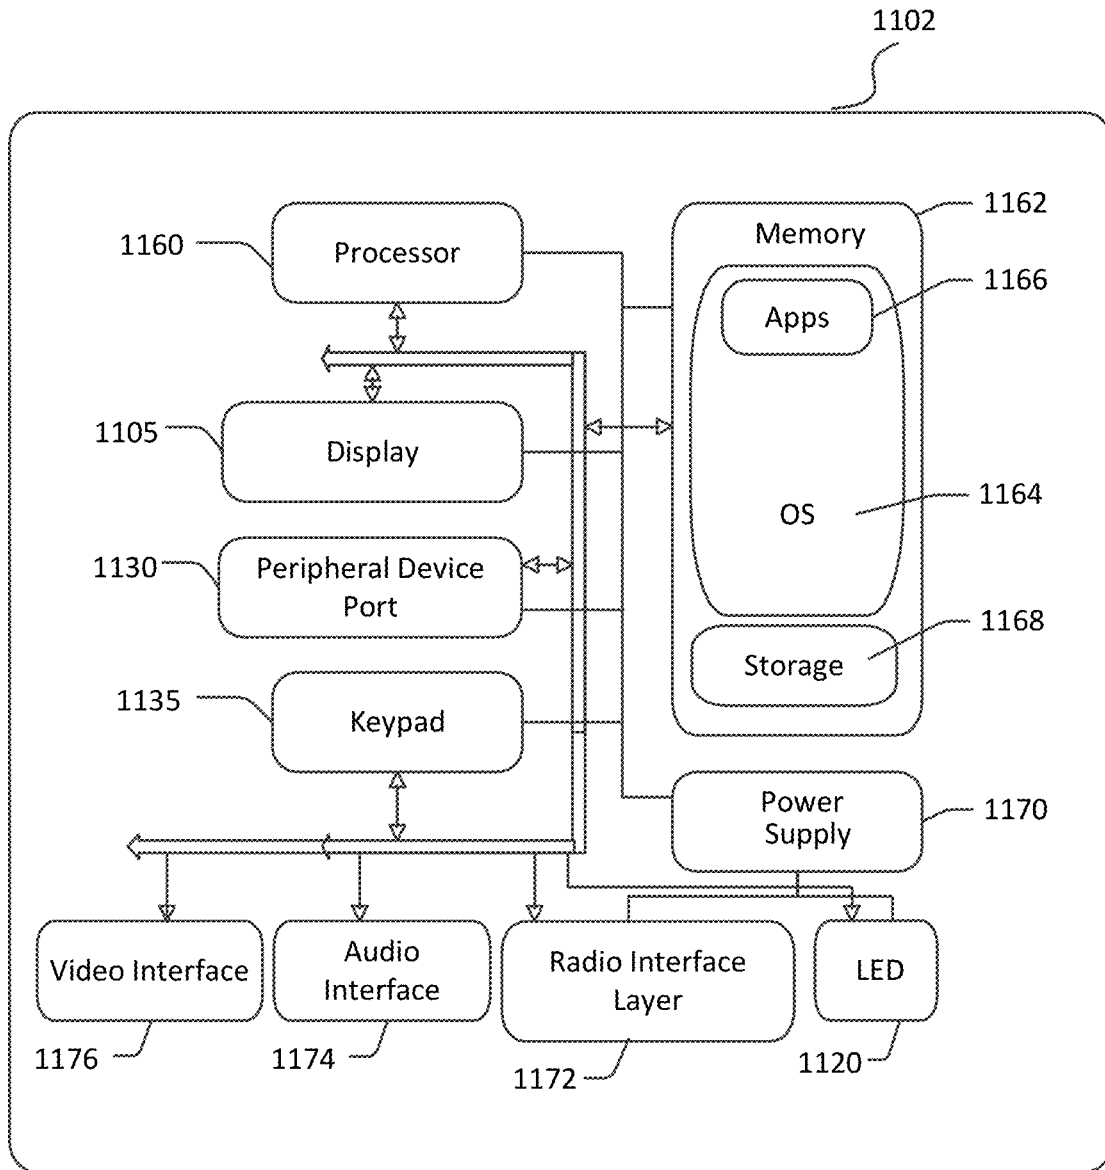 1102
1160
Processor
Memory
1162
Apps
1166
1105
Display
OS
1164
1130
Peripheral Device
Port
1168
Storage
1135
Keypad
Power
Supply
1170
Video Interface
Audio
Interface
Radio Interface
Layer
LED
1176
1174
1172
1120